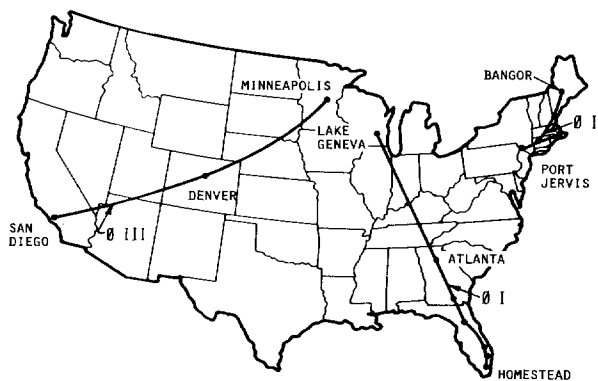 BANGOR
MINNEAPOLIS
Ø I
LAKE
GENEVA
PORT
JERVIS
DENVER
SAN
DIEGO
Ø III
ATLANTA
Ø I
HOMESTEAD